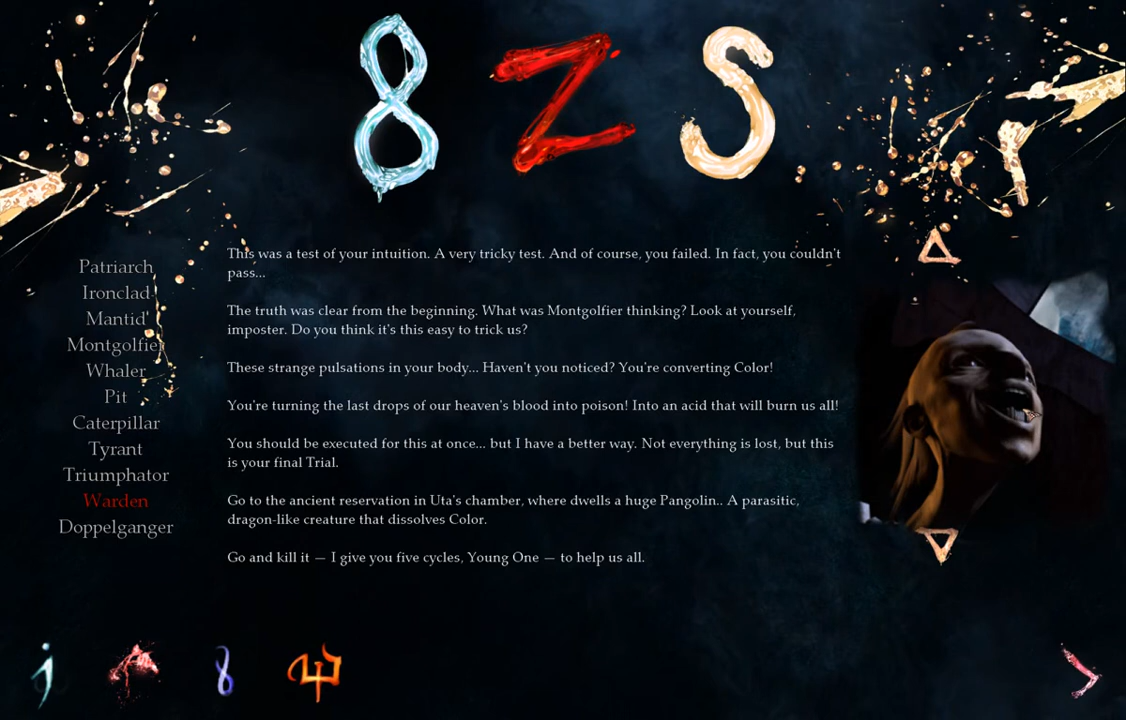 8 Z S
Patriarch
Ironclad
Mantid'
Montgolfier
Whaler
Pit
Caterpillar
Tyrant
Triumphator
Warden
Doppelganger
This was a test of your intuition. A very tricky test. And of course, you failed. In fact, you couldn't
pass...
The truth was clear from the beginning. What was Montgolfier thinking? Look at yourself,
imposter. Do you think it's this easy to trick us?
These strange pulsations in your body... Haven't you noticed? You're converting Color!
You're turning the last drops of our heaven's blood into poison! Into an acid that will burn us all!
You should be executed for this at once... but I have a better way. Not everything is lost, but this
is your final Trial.
Go to the ancient reservation in Uta's chamber, where dwells a huge Pangolin.. A parasitic,
dragon-like creature that dissolves Color.
Go and kill it — I give you five cycles, Young One — to help us all.